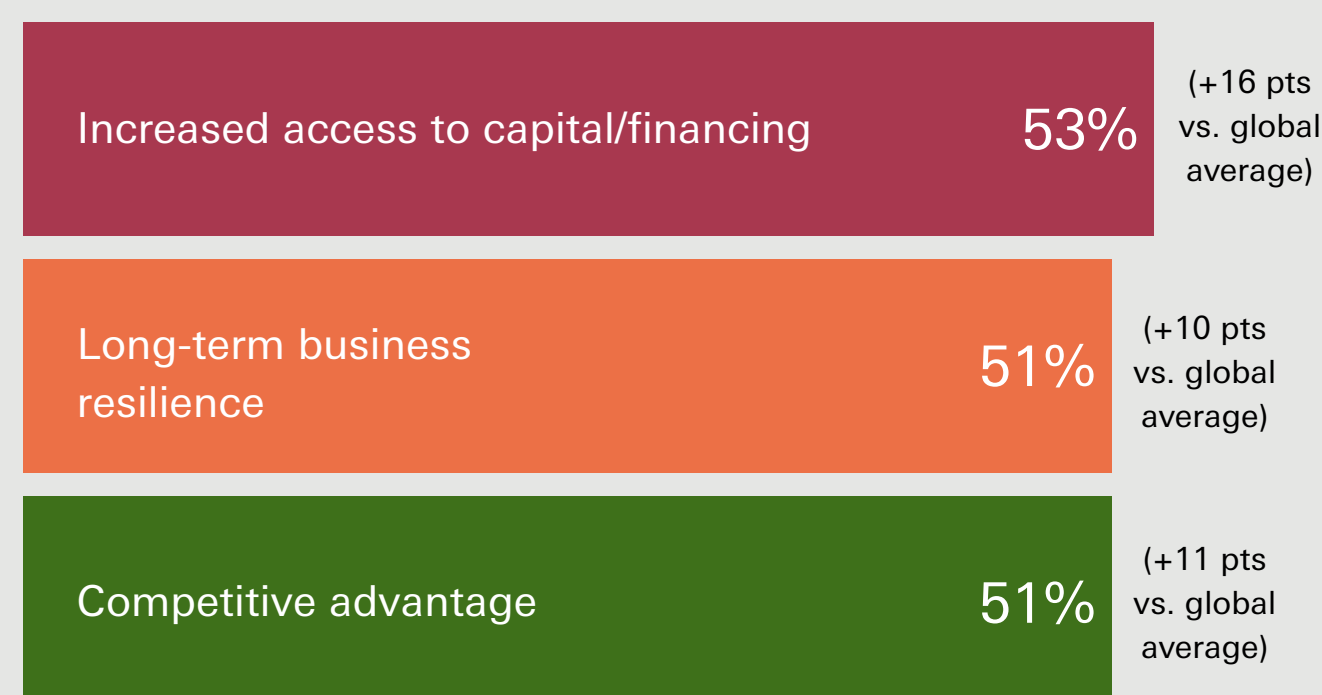 Increased access to capital/financing
53%
(+16 pts
vs. global
average)
Long-term business
resilience
51%
(+10 pts
vs. global
average)
Competitive advantage
51%
(+11 pts
vs. global
average)